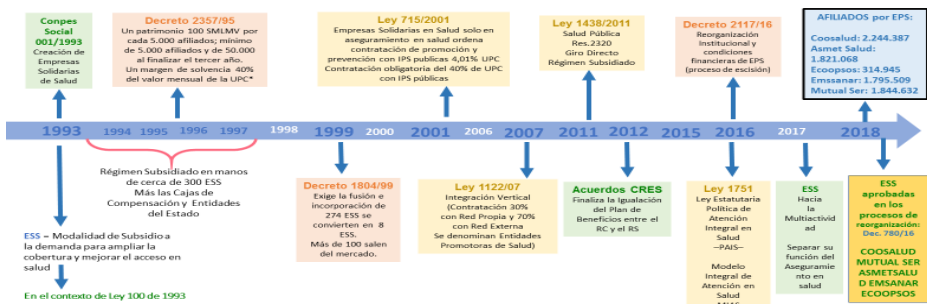 Conpes
Social
001/1993
Creación de
Empresas
Solidarias
de Salud
Decreto 2357/95
Un patrimonio 100 SMLMV por
cada 5.000 afiliados; mínimo
de 5.000 afiliados y de 50.000
al finalizar el tercer año.
Un margen de solvencia 40%
del valor mensual de la UPC*
Ley 715/2001
Empresas Solidarias en Salud solo en
aseguramiento en salud ordena
contratación de promoción y
prevención con IPS publicas 4,01% UPC
Contratación obligatoria del 40% de UPC
con IPS públicas
Ley 1438/2011
Salud Pública
Res.2320
Giro Directo
Régimen Subsidiado
Decreto 2117/16
Reorganización
Institucional y
condiciones
financieras de EPS
(proceso de escisión)
AFILIADOS por EPS:
Coosalud: 2.244.387
Asmet Salud:
1.821.068
Ecoopsos: 314.945
Emssanar: 1.795.509
Mutual Ser: 1.844.632
1993 1994 1995 1996 1997 1998 1999 2000 2001 2006 2007 2011 2012 2015 2016 2017 2018
Régimen Subsidiado en manos
de cerca de 300 ESS
Más las Cajas de
Compensación y Entidades
del Estado
ESS = Modalidad de Subsidio a
la demanda para ampliar la
cobertura y mejorar el acceso en
salud
En el contexto de Ley 100 de 1993
Decreto 1804/99
Exige la fusión e
incorporación de
274 ESS se
convierten en 8
ESS.
Más de 100 salen
del mercado.
Ley 1122/07
Integración Vertical
(Contratación 30%
con Red Propia y 70%
con Red Externa
Se denominan Entidades
Promotoras de Salud)
Acuerdos CRES
Finaliza la Igualación
del Plan de
Beneficios entre el
RC y el RS
Ley 1751
Ley Estatutaria
Política de
Atención
Integral en
Salud
–PAIS–
Modelo
Integral de
Atención en
Salud
ESS
Hacia
la
Multiactivid
ad
Separar su
función del
Aseguramie
nto en
salud
ESS
aprobadas
en los
procesos de
reorganización:
Dec. 780/16
COOSALUD
MUTUAL SER
ASMETSALU
D EMSANAR
ECOOPSOS